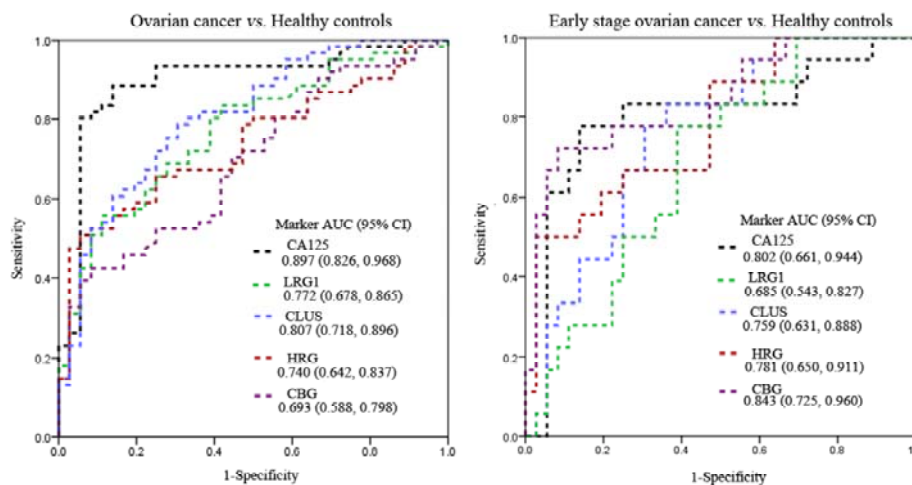 Ovarian cancer vs. Healthy controls
1.0
0.8
0.6
0.4
0.2
0.0
Sensitivity
Marker AUC (95% CI)
CA125
0.897 (0.826, 0.968)
LRG1
0.772 (0.678, 0.865)
CLUS
0.807 (0.718, 0.896)
HRG
0.740 (0.642, 0.837)
CBG
0.693 (0.588, 0.798)
0.0 0.2 0.4 0.6 0.8 1.0
1-Specificity
Early stage ovarian cancer vs. Healthy controls
1.0
0.8
0.6
0.4
0.2
0.0
Sensitivity
Marker AUC (95% CI)
CA125
0.802 (0.661, 0.944)
LRG1
0.685 (0.543, 0.827)
CLUS
0.759 (0.631, 0.888)
HRG
0.781 (0.650, 0.911)
CBG
0.843 (0.725, 0.960)
0.0 0.2 0.4 0.6 0.8
1-Specificity